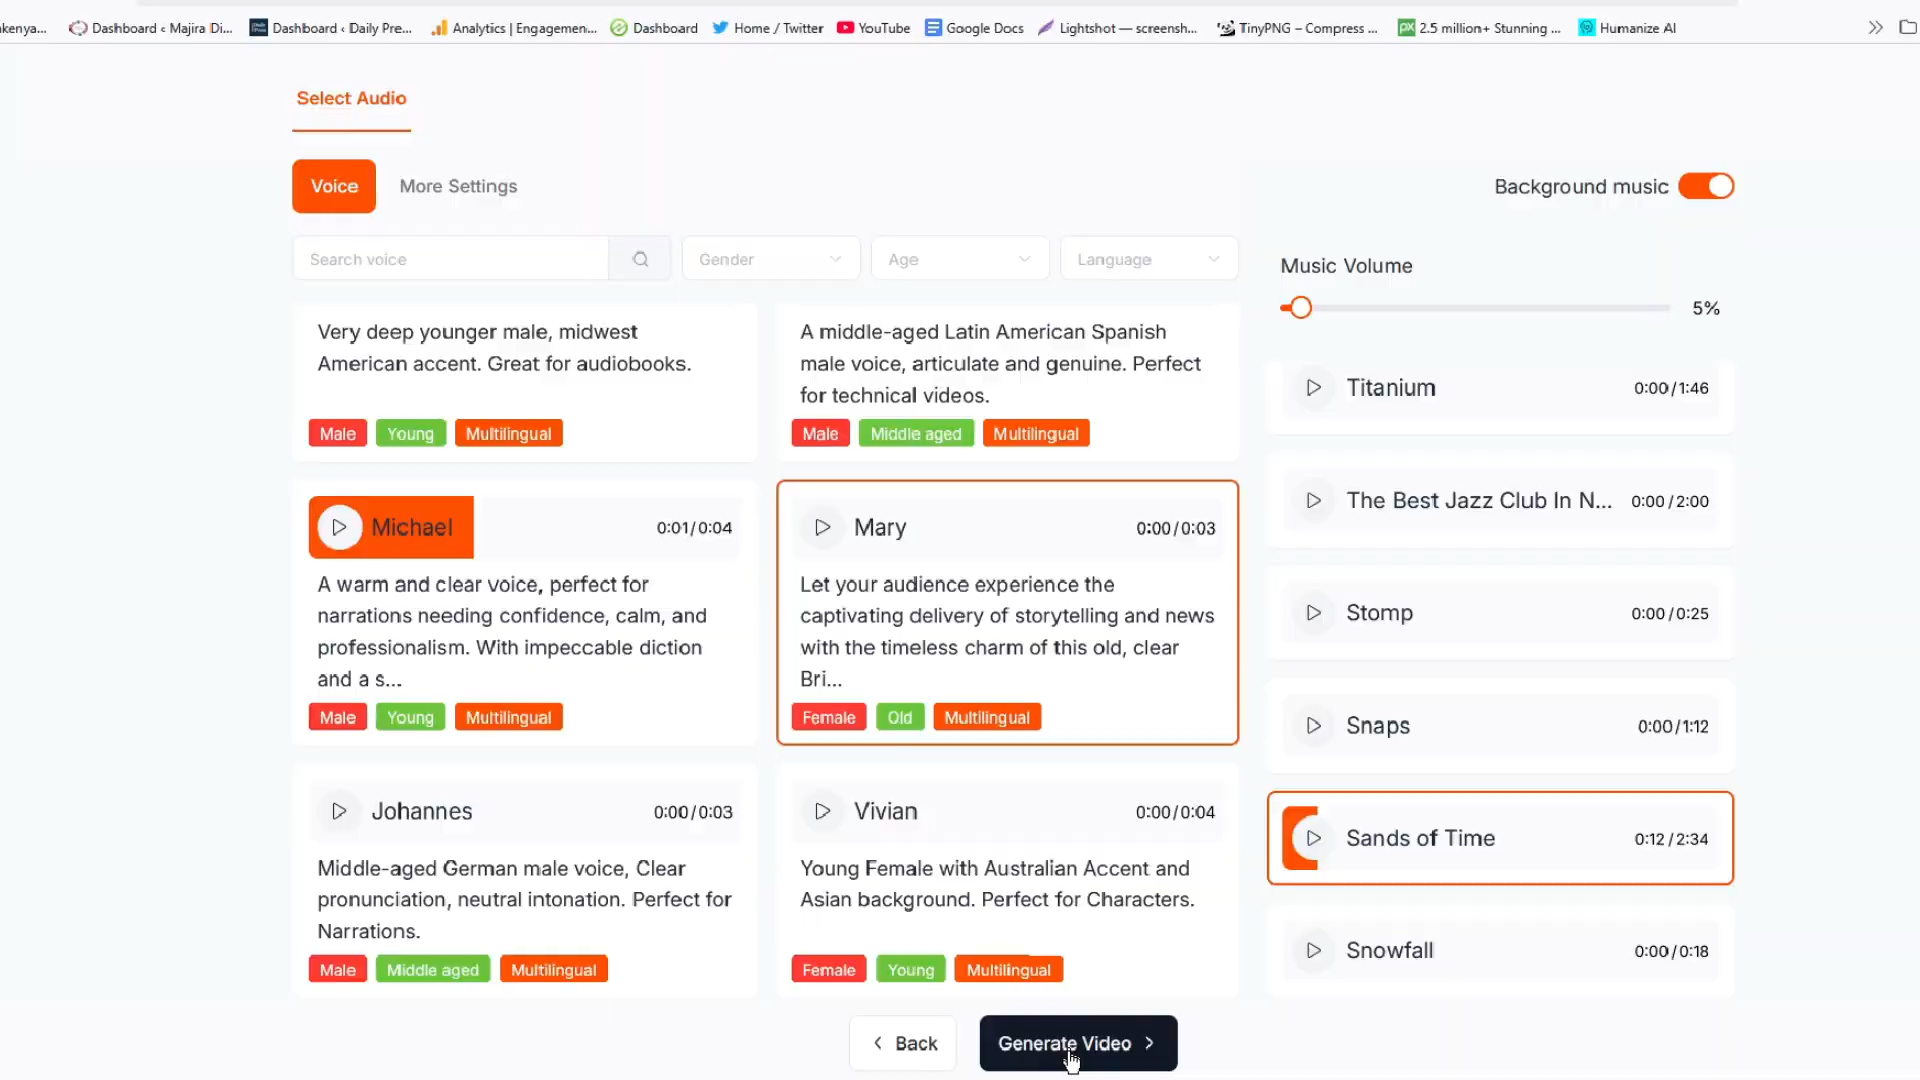 akenya...
Dashboard ‹ Majira Di...
Dashboard ‹ Daily Pre...
Analytics | Engagemen...
Dashboard
Home / Twitter
YouTube
Google Docs
Lightshot — screensh...
TinyPNG – Compress ...
2.5 million+ Stunning ...
Humanize AI
Select Audio
Voice
More Settings
Background music
Search voice
Gender
Age
Language
Music Volume
5%
Very deep younger male, midwest
American accent. Great for audiobooks.
Male
Young
Multilingual
A middle-aged Latin American Spanish
male voice, articulate and genuine. Perfect
for technical videos.
Male
Middle aged
Multilingual
Michael
0:01/0:04
A warm and clear voice, perfect for
narrations needing confidence, calm, and
professionalism. With impeccable diction
and a s...
Male
Young
Multilingual
Mary
0:00/0:03
Let your audience experience the
captivating delivery of storytelling and news
with the timeless charm of this old, clear
Bri...
Female
Old
Multilingual
Johannes
0:00/0:03
Middle-aged German male voice, Clear
pronunciation, neutral intonation. Perfect for
Narrations.
Male
Middle aged
Multilingual
Vivian
0:00/0:04
Young Female with Australian Accent and
Asian background. Perfect for Characters.
Female
Young
Multilingual
Titanium
0:00/1:46
The Best Jazz Club In N...
0:00/2:00
Stomp
0:00/0:25
Snaps
0:00/1:12
Sands of Time
0:12/2:34
Snowfall
0:00/0:18
Back
Generate Video